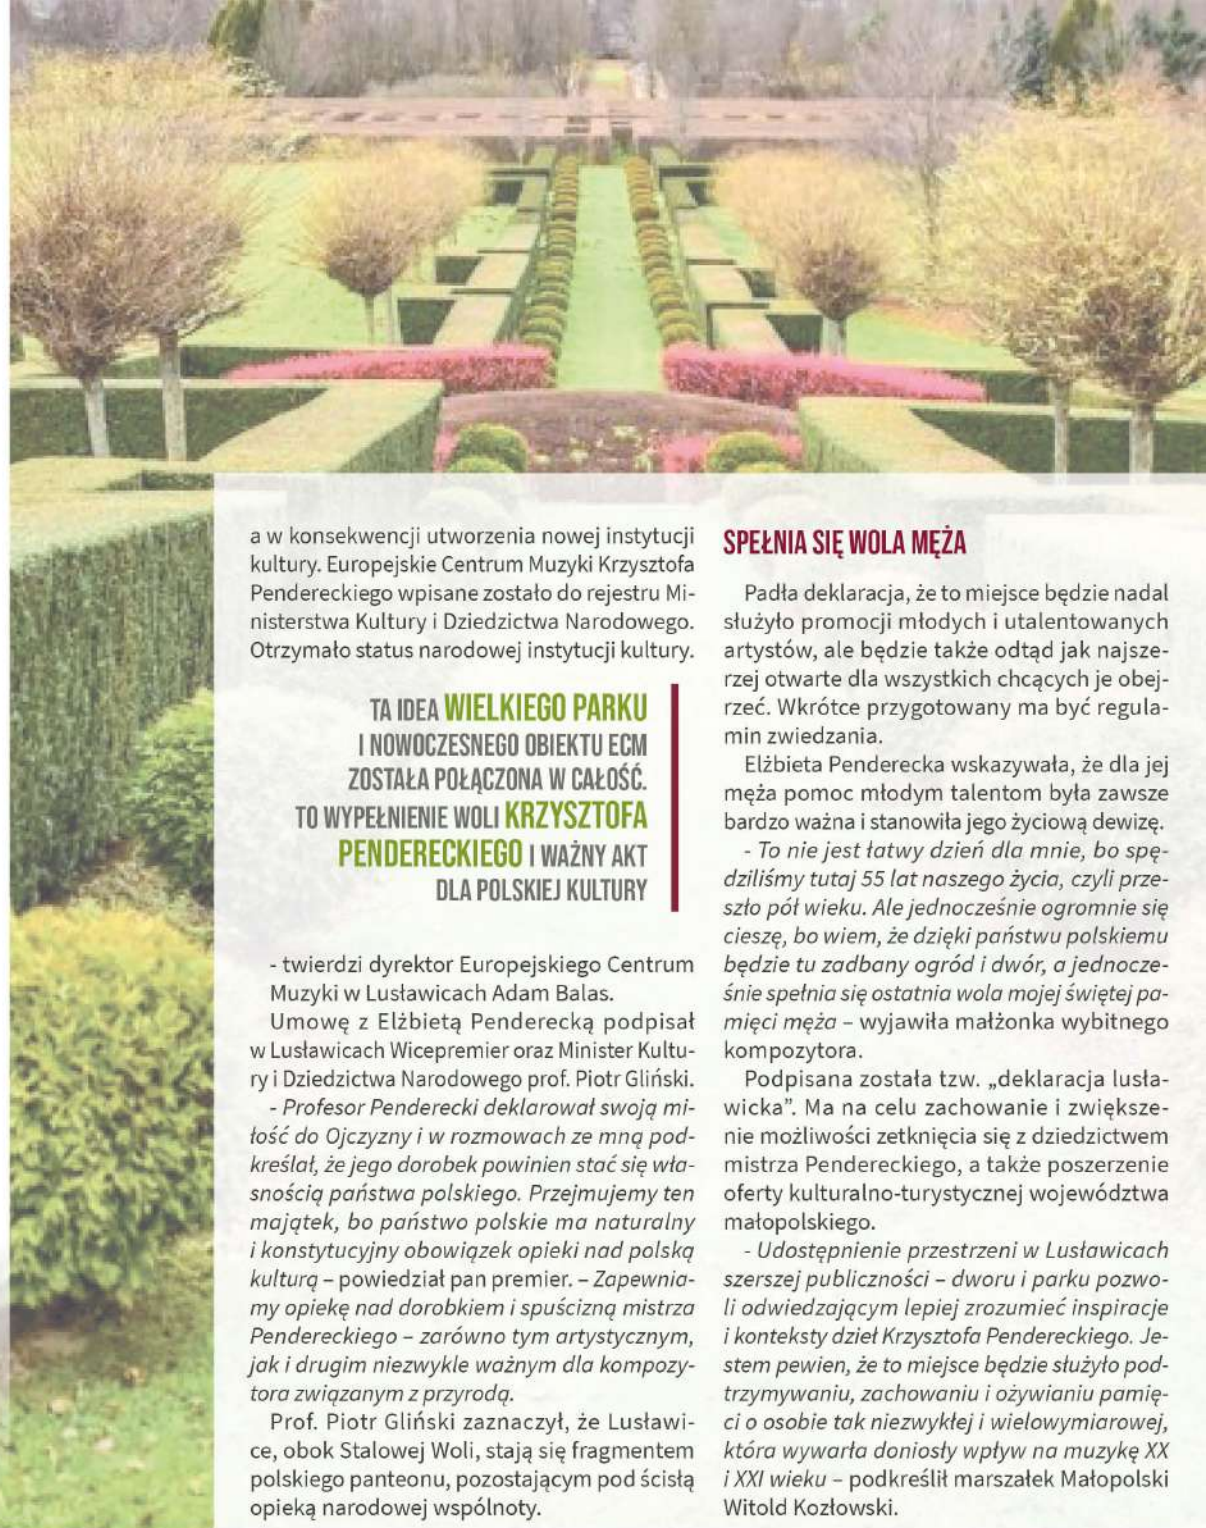 a w konsekwencji utworzenia nowej instytucji
kultury. Europejskie Centrum Muzyki Krzysztofa
Pendereckiego wpisane zostało do rejestru Mi-
nisterstwa Kultury i Dziedzictwa Narodowego.
Otrzymało status narodowej instytucji kultury.
TA IDEA WIELKIEGO PARKU
I NOWOCZESNEGO OBIEKTU ECM
ZOSTAŁA POŁĄCZONA W CAŁOŚĆ.
TO WYPEŁNIENIE WOLI KRZYSZTOFA
PENDERECKIEGO I WAŻNY AKT
DLA POLSKIEJ KULTURY
- twierdzi dyrektor Europejskiego Centrum
Muzyki w Lusławicach Adam Balas.
Umowę z Elżbietą Penderecką podpisał
w Lusławicach Wicepremier oraz Minister Kultu-
ry i Dziedzictwa Narodowego prof. Piotr Gliński.
- Profesor Penderecki deklarował swoją mi-
łość do Ojczyzny i w rozmowach ze mną pod-
kreślał, że jego dorobek powinien stać się wła-
snością państwa polskiego. Przejmujemy ten
majątek, bo państwo polskie ma naturalny
i konstytucyjny obowiązek opieki nad polską
kulturą – powiedział pan premier. – Zapewnia-
my opiekę nad dorobkiem i spuścizną mistrza
Pendereckiego – zarówno tym artystycznym,
jak i drugim niezwykle ważnym dla kompozy-
tora związanym z przyrodą.
Prof. Piotr Gliński zaznaczył, że Lusławi-
ce, obok Stalowej Woli, stają się fragmentem
polskiego panteonu, pozostającym pod ścisłą
opieką narodowej wspólnoty.
SPEŁNIA SIĘ WOLA MĘŻA
Padła deklaracja, że to miejsce będzie nadal
służyło promocji młodych i utalentowanych
artystów, ale będzie także odtąd jak najsze-
rzej otwarte dla wszystkich chcących je obej-
rzeć. Wkrótce przygotowany ma być regula-
min zwiedzania.
Elżbieta Penderecka wskazywała, że dla jej
męża pomoc młodym talentom była zawsze
bardzo ważna i stanowiła jego życiową dewizę.
- To nie jest łatwy dzień dla mnie, bo spę-
dziliśmy tutaj 55 lat naszego życia, czyli prze-
szło pół wieku. Ale jednocześnie ogromnie się
cieszę, bo wiem, że dzięki państwu polskiemu
będzie tu zadbany ogród i dwór, a jednocze-
śnie spełnia się ostatnia wola mojej świętej pa-
mięci męża – wyjawiła małżonka wybitnego
kompozytora.
Podpisana została tzw. „deklaracja lusła-
wicka”. Ma na celu zachowanie i zwiększe-
nie możliwości zetknięcia się z dziedzictwem
mistrza Pendereckiego, a także poszerzenie
oferty kulturalno-turystycznej województwa
małopolskiego.
- Udostępnienie przestrzeni w Lusławicach
szerszej publiczności – dworu i parku pozwo-
li odwiedzającym lepiej zrozumieć inspiracje
i konteksty dzieł Krzysztofa Pendereckiego. Je-
stem pewien, że to miejsce będzie służyło pod-
trzymywaniu, zachowaniu i ożywianiu pamię-
ci o osobie tak niezwykłej i wielowymiarowej,
która wywarła doniosły wpływ na muzykę XX
i XXI wieku – podkreślił marszałek Małopolski
Witold Kozłowski.